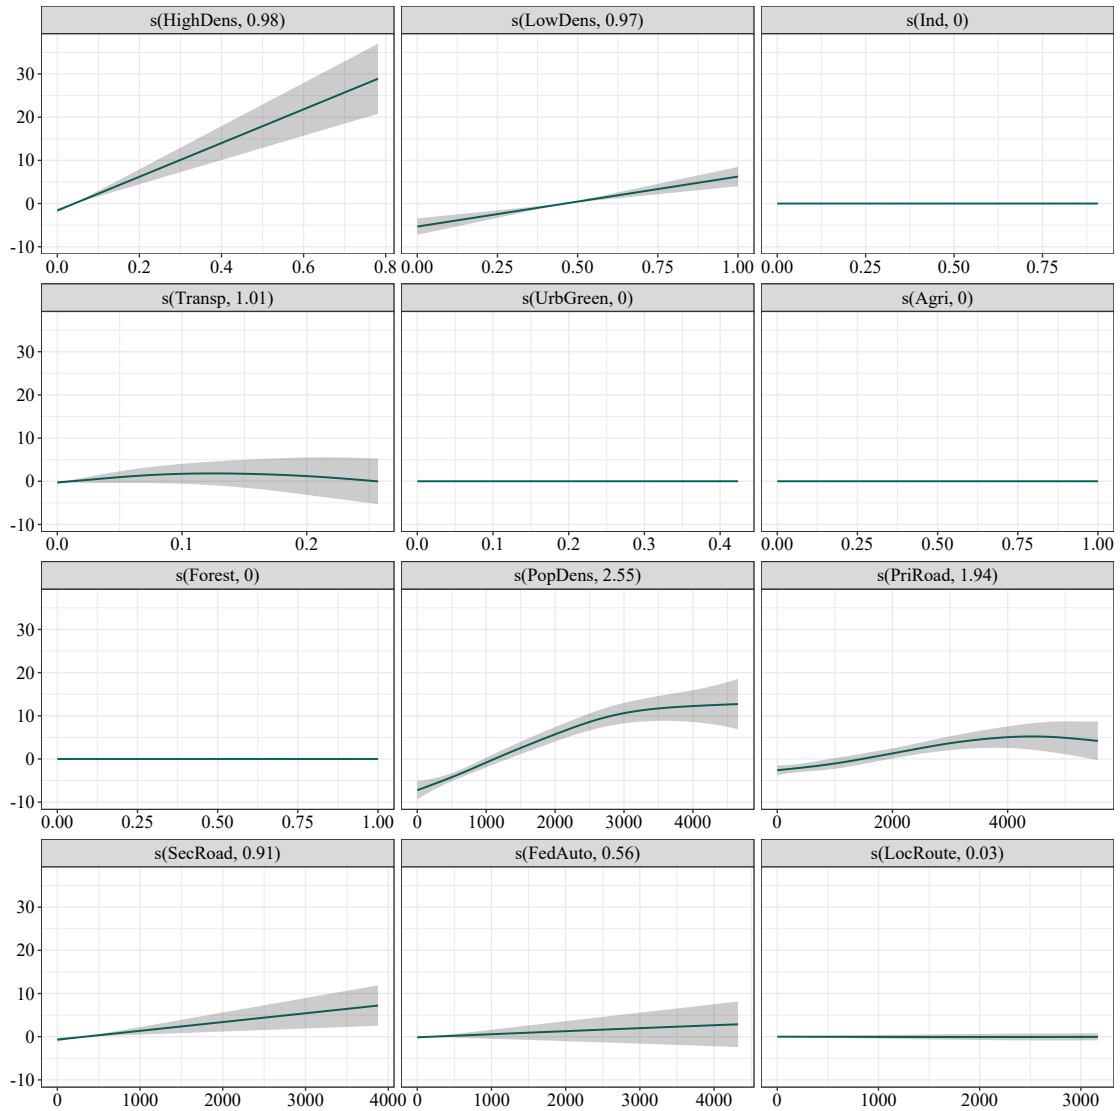 s(HighDens, 0.98) s(LowDens, 0.97) s(Ind, 0)
30
20
10
0
-10
0.0 0.2 0.4 0.6 0.8 0.00 0.25 0.50 0.75 1.00 0.00 0.25 0.50 0.75
s(Transp, 1.01) s(UrbGreen, 0) s(Agri, 0)
30
20
10
0
-10
0.0 0.1 0.2 0.0 0.1 0.2 0.3 0.4 0.00 0.25 0.50 0.75 1.00
s(Forest, 0) s(PopDens, 2.55) s(PriRoad, 1.94)
30
20
10
0
-10
0.00 0.25 0.50 0.75 1.00 0 1000 2000 3000 4000 0 2000 4000
s(SecRoad, 0.91) s(FedAuto, 0.56) s(LocRoute, 0.03)
30
20
10
0
-10
0 1000 2000 3000 4000 0 1000 2000 3000 4000 0 1000 2000 3000